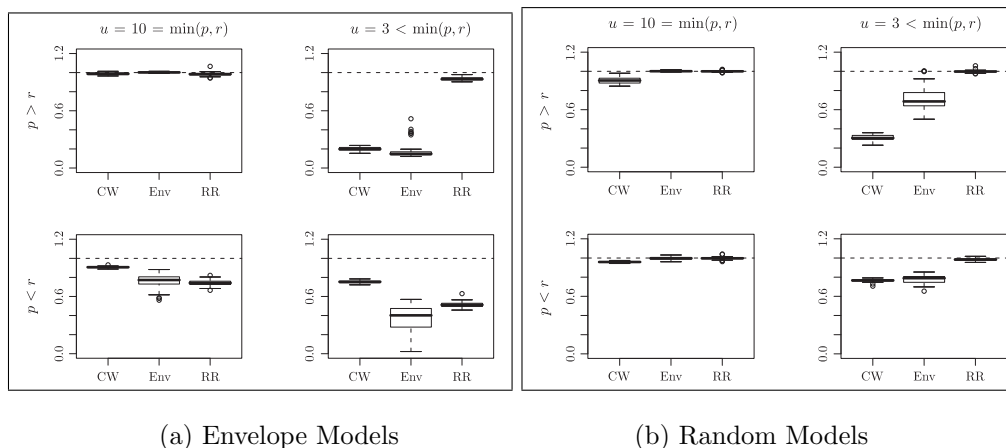 u = 10 = min(p, r)
u = 3 < min(p, r)
p > r
0.0 0.6 1.2
CW Env RR
0.0 0.6 1.2
CW Env RR
p < r
0.0 0.6 1.2
CW Env RR
0.0 0.6 1.2
CW Env RR
(a) Envelope Models
u = 10 = min(p, r)
u = 3 < min(p, r)
p > r
0.0 0.6 1.2
CW Env RR
0.0 0.6 1.2
CW Env RR
p < r
0.0 0.6 1.2
CW Env RR
0.0 0.6 1.2
CW Env RR
(b) Random Models